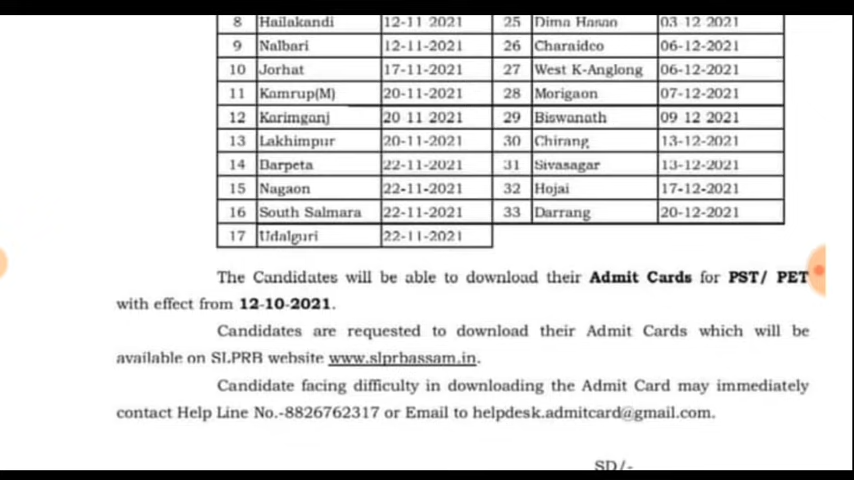 8 Hailakandi 12-11 2021 25 Dima Hasao 03 12 2021
9 Nalbari 12-11-2021 26 Charaideo 06-12-2021
10 Jorhat 17-11-2021 27 West K-Anglong 06-12-2021
11 Kamrup(M) 20-11-2021 28 Morigaon 07-12-2021
12 Karimganj 20 11 2021 29 Biswanath 09 12 2021
13 Lakhimpur 20-11-2021 30 Chirang 13-12-2021
14 Barpeta 22-11-2021 31 Sivasagar 13-12-2021
15 Nagaon 22-11-2021 32 Hojai 17-12-2021
16 South Salmara 22-11-2021 33 Darrang 20-12-2021
17 Udalguri 22-11-2021
The Candidates will be able to download their Admit Cards for PST/ PET
with effect from 12-10-2021.
Candidates are requested to download their Admit Cards which will be
available on SLPRB website www.slprbassam.in.
Candidate facing difficulty in downloading the Admit Card may immediately
contact Help Line No.-8826762317 or Email to helpdesk.admitcard@gmail.com.
SD/-